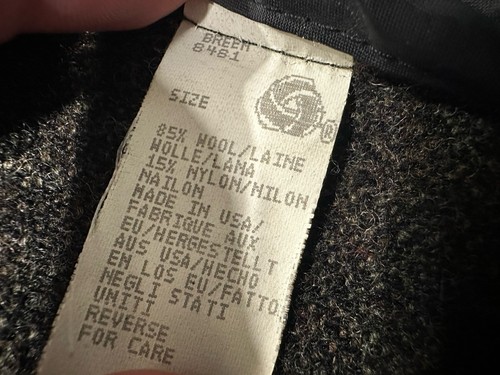 BREEM
8481
SIZE
®
85% WOOL/LAINE
WOLLE/LANA
15% NYLON/NILON
NAILON
MADE IN USA/
FABRIQUE AUX
EU/HERGESTELLT
AUS USA/HECHO
EN LOS EU/FATTO
NEGLI STATI
UNITI
REVERSE
FOR CARE